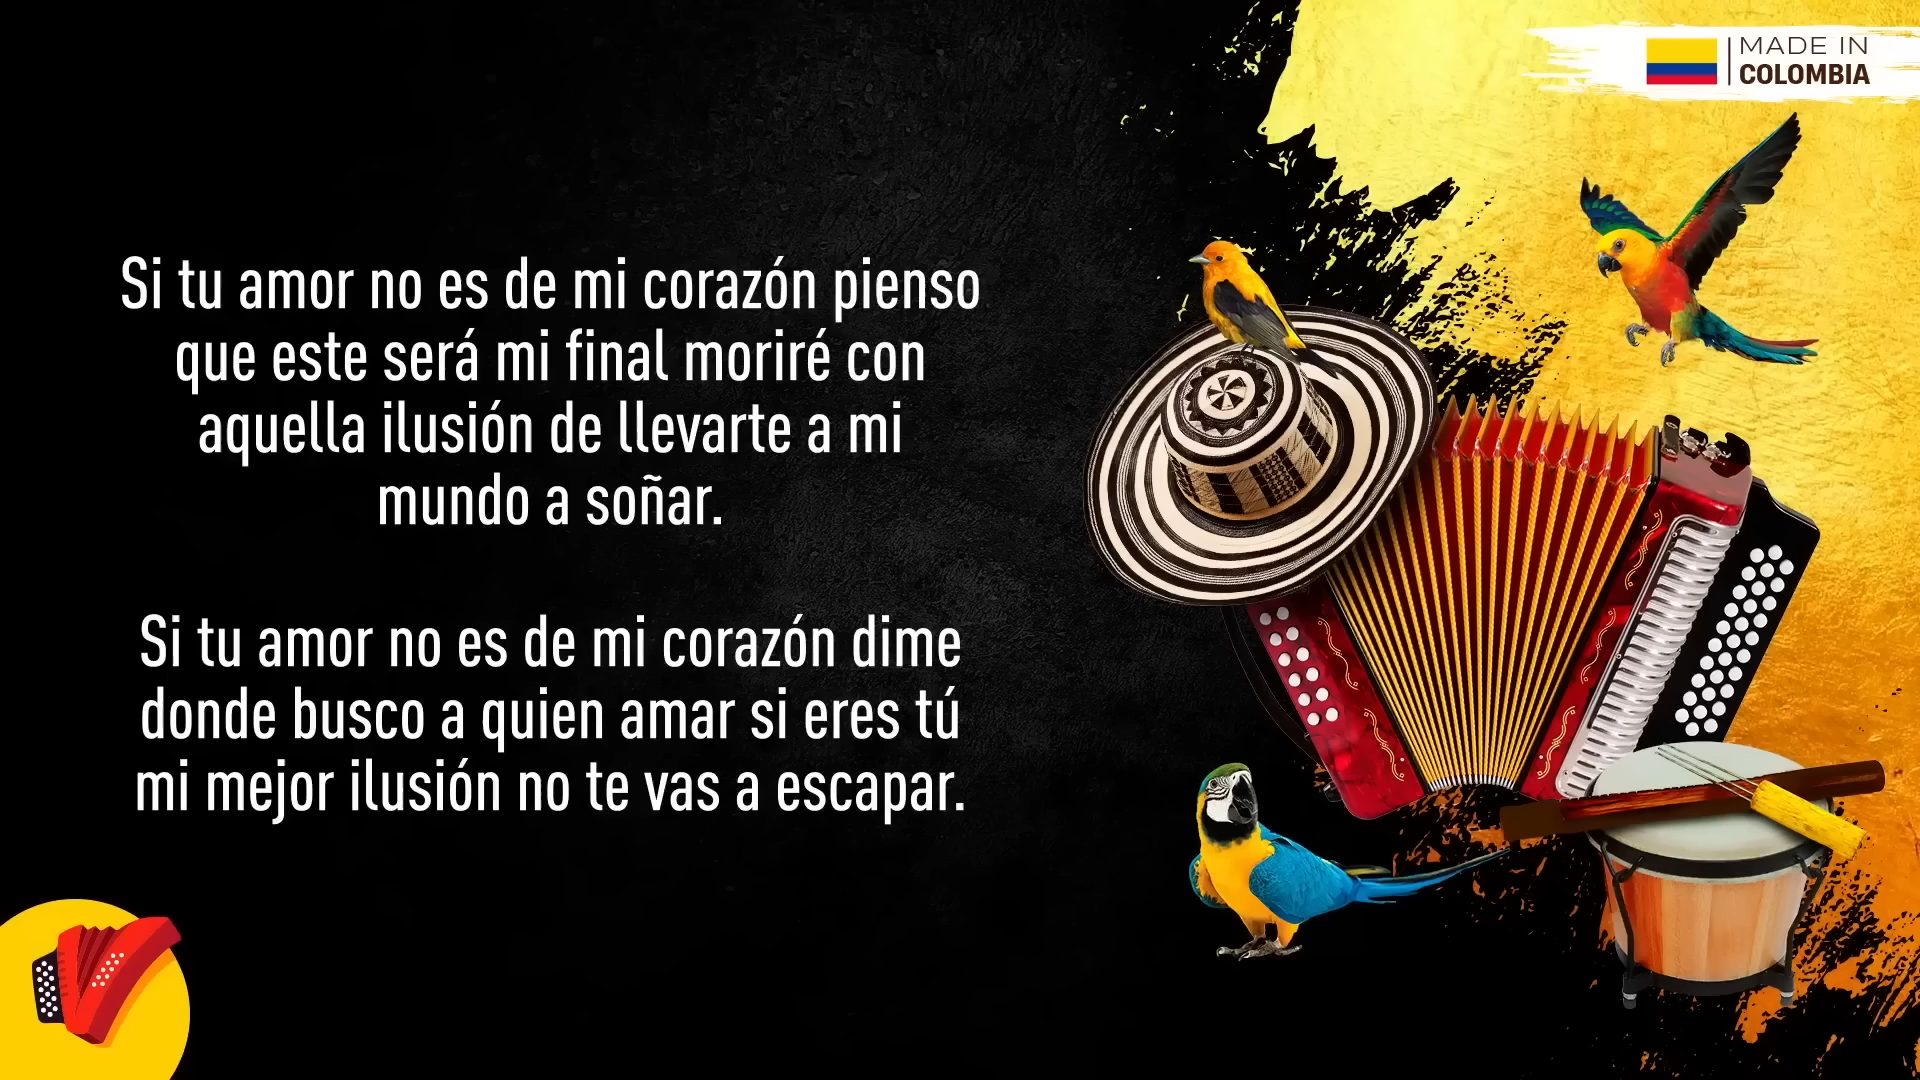 MADE IN
COLOMBIA
Si tu amor no es de mi corazón pienso
que este será mi final moriré con
aquella ilusión de llevarte a mi
mundo a soñar.
Si tu amor no es de mi corazón dime
donde busco a quien amar si eres tú
mi mejor ilusión no te vas a escapar.